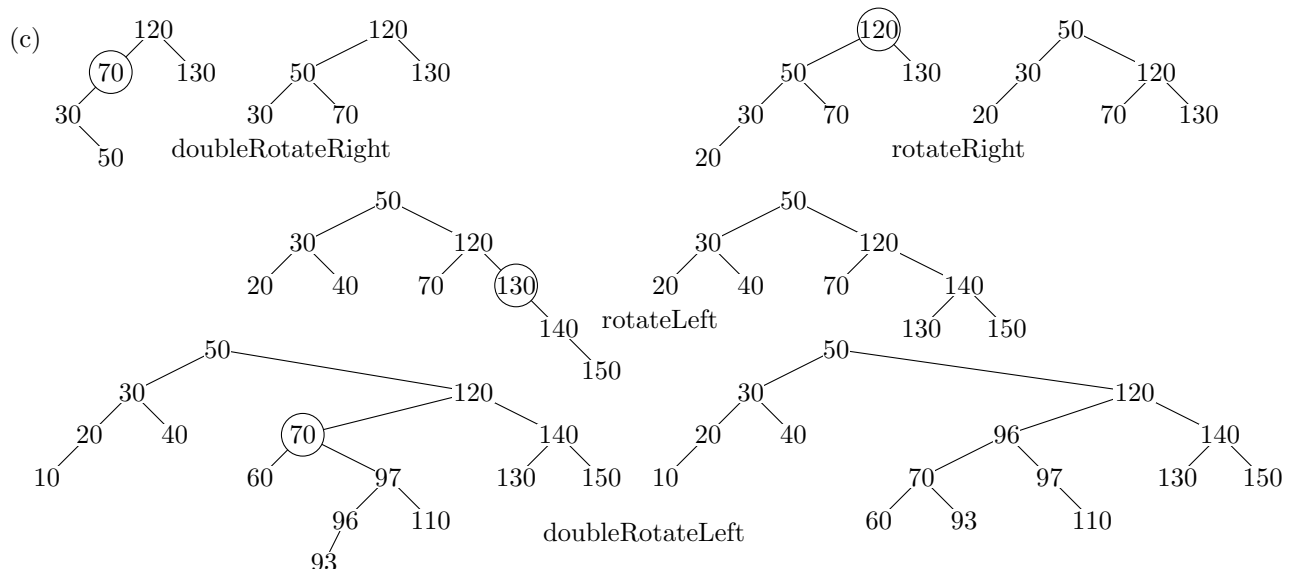 (c) 120 120 120 50
70 130 50 130 50 130 30 120
30 30 70 30 70 20 70 130
50 doubleRotateRight 20 rotateRight
50 50
30 120 30 120
20 40 70 130 20 40 70 140
140 rotateLeft 130 150
150
50 50
30 120 30 120
20 40 70 140 20 40 96 140
10 60 97 130 150 10 70 97 130 150
96 110 60 93 110
doubleRotateLeft
93